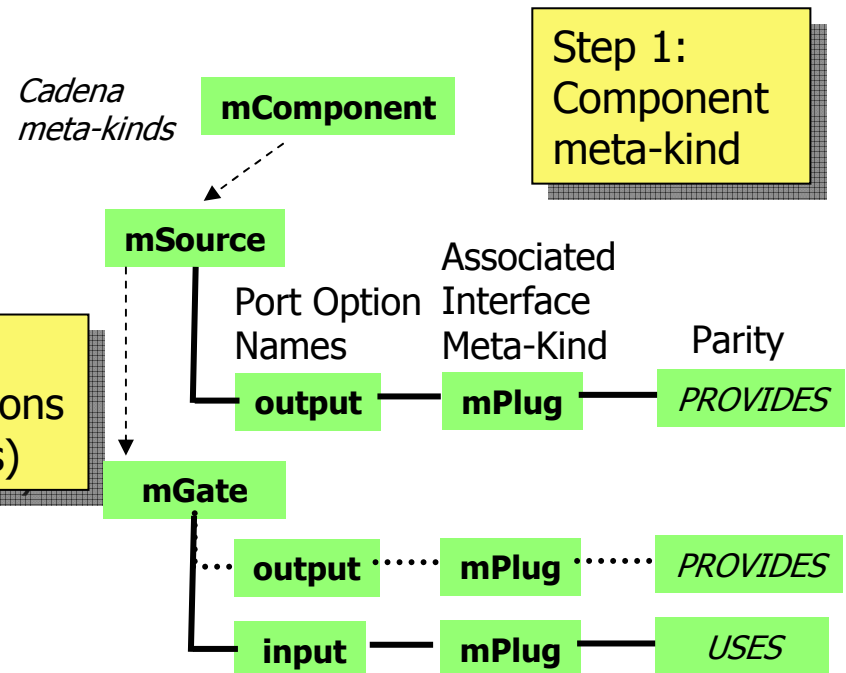 Cadena
meta-kinds
mComponent
Step 1:
Component
meta-kind
mSource
Port Option
Names
Associated
Interface
Meta-Kind
Parity
output
mPlug
PROVIDES
mGate
output
mPlug
PROVIDES
input
mPlug
USES